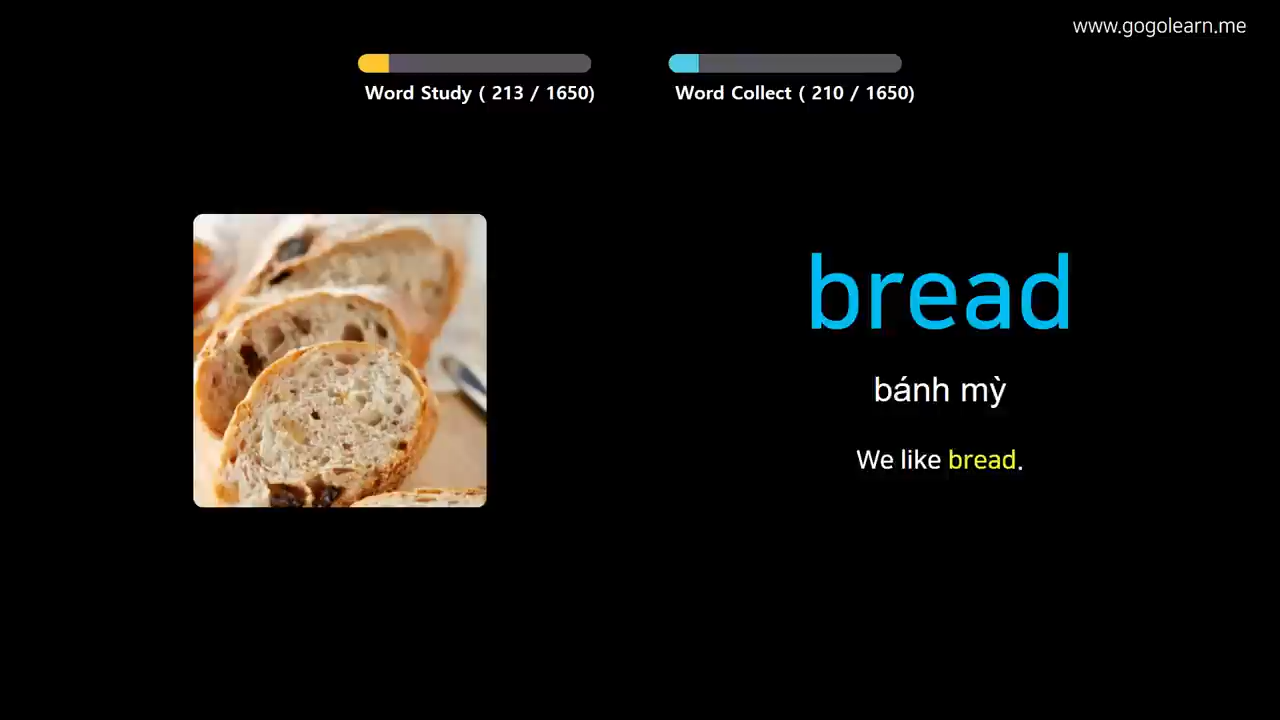 www.gogolearn.me
Word Study ( 213 / 1650)
Word Collect ( 210 / 1650)
bread
bánh mỳ
We like bread.